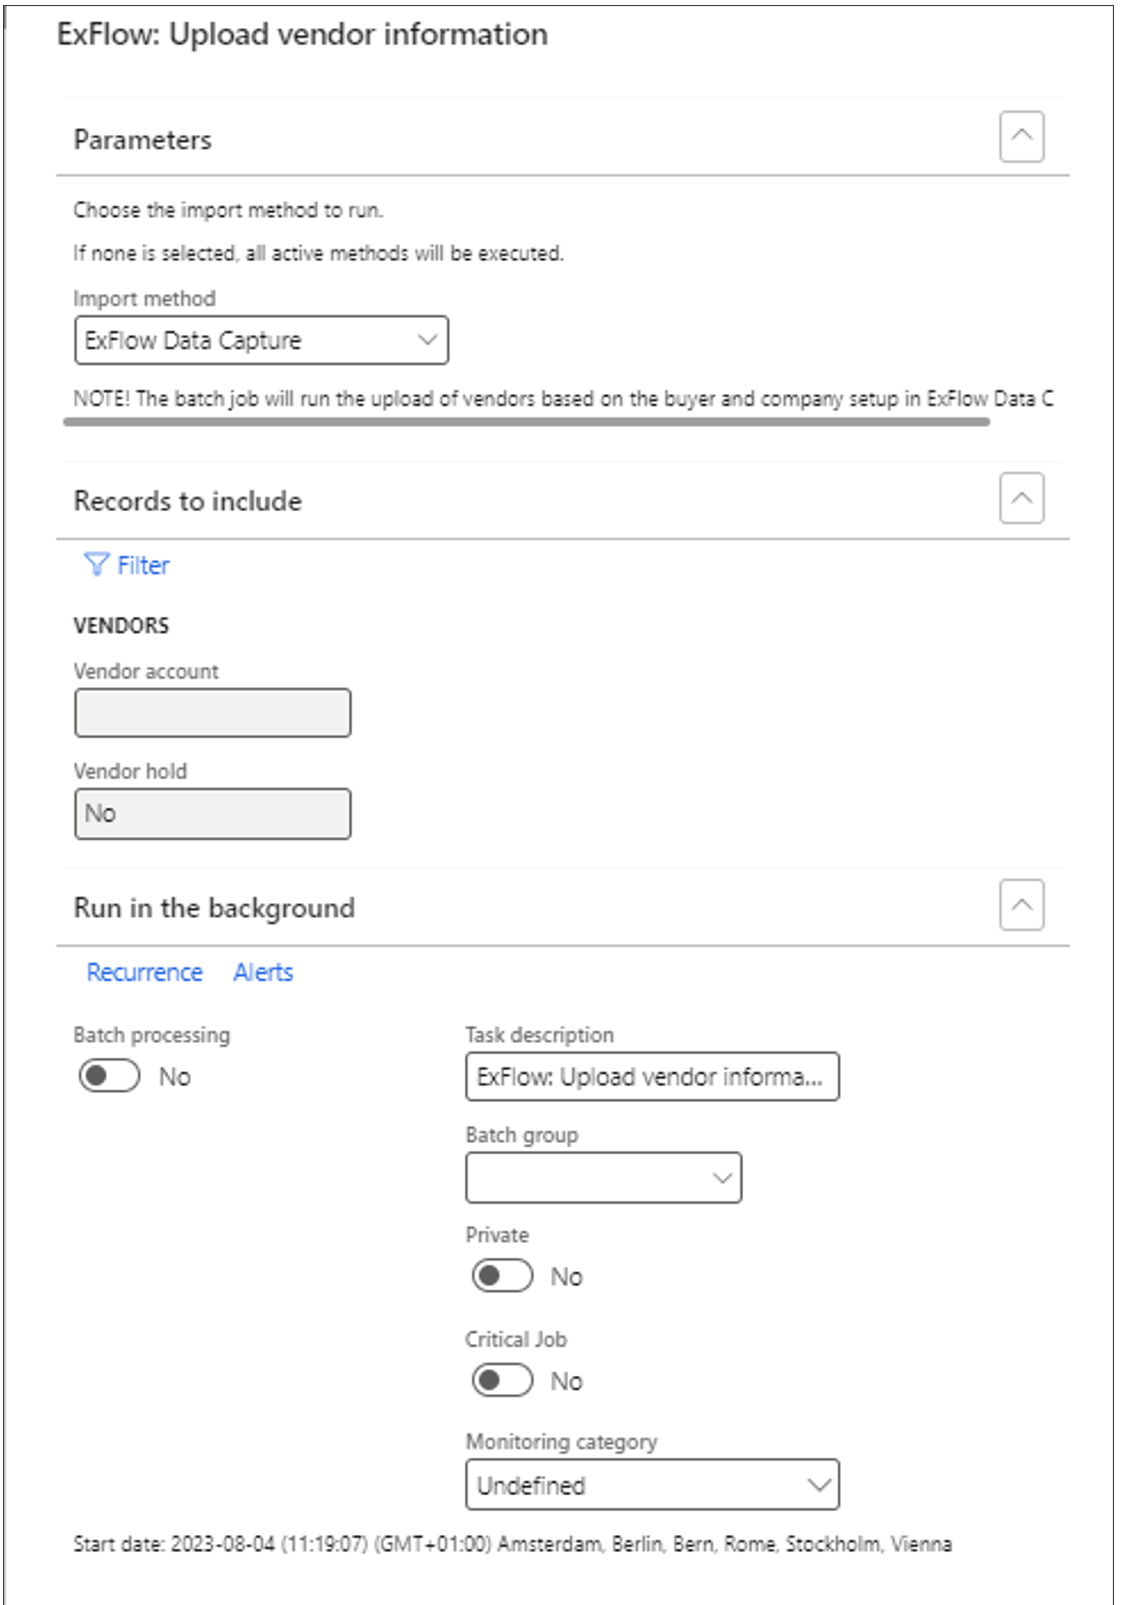 ExFlow: Upload vendor information
Parameters
Choose the import method to run.
If none is selected, all active methods will be executed.
Import method
ExFlow Data Capture
NOTE! The batch job will run the upload of vendors based on the buyer and company setup in ExFlow Data C
Records to include
Filter
VENDORS
Vendor account
Vendor hold
No
Run in the background
Recurrence Alerts
Batch processing
No
Task description
ExFlow: Upload vendor informa...
Batch group
Private
No
Critical Job
No
Monitoring category
Undefined
Start date: 2023-08-04 (11:19:07) (GMT+01:00) Amsterdam, Berlin, Bern, Rome, Stockholm, Vienna